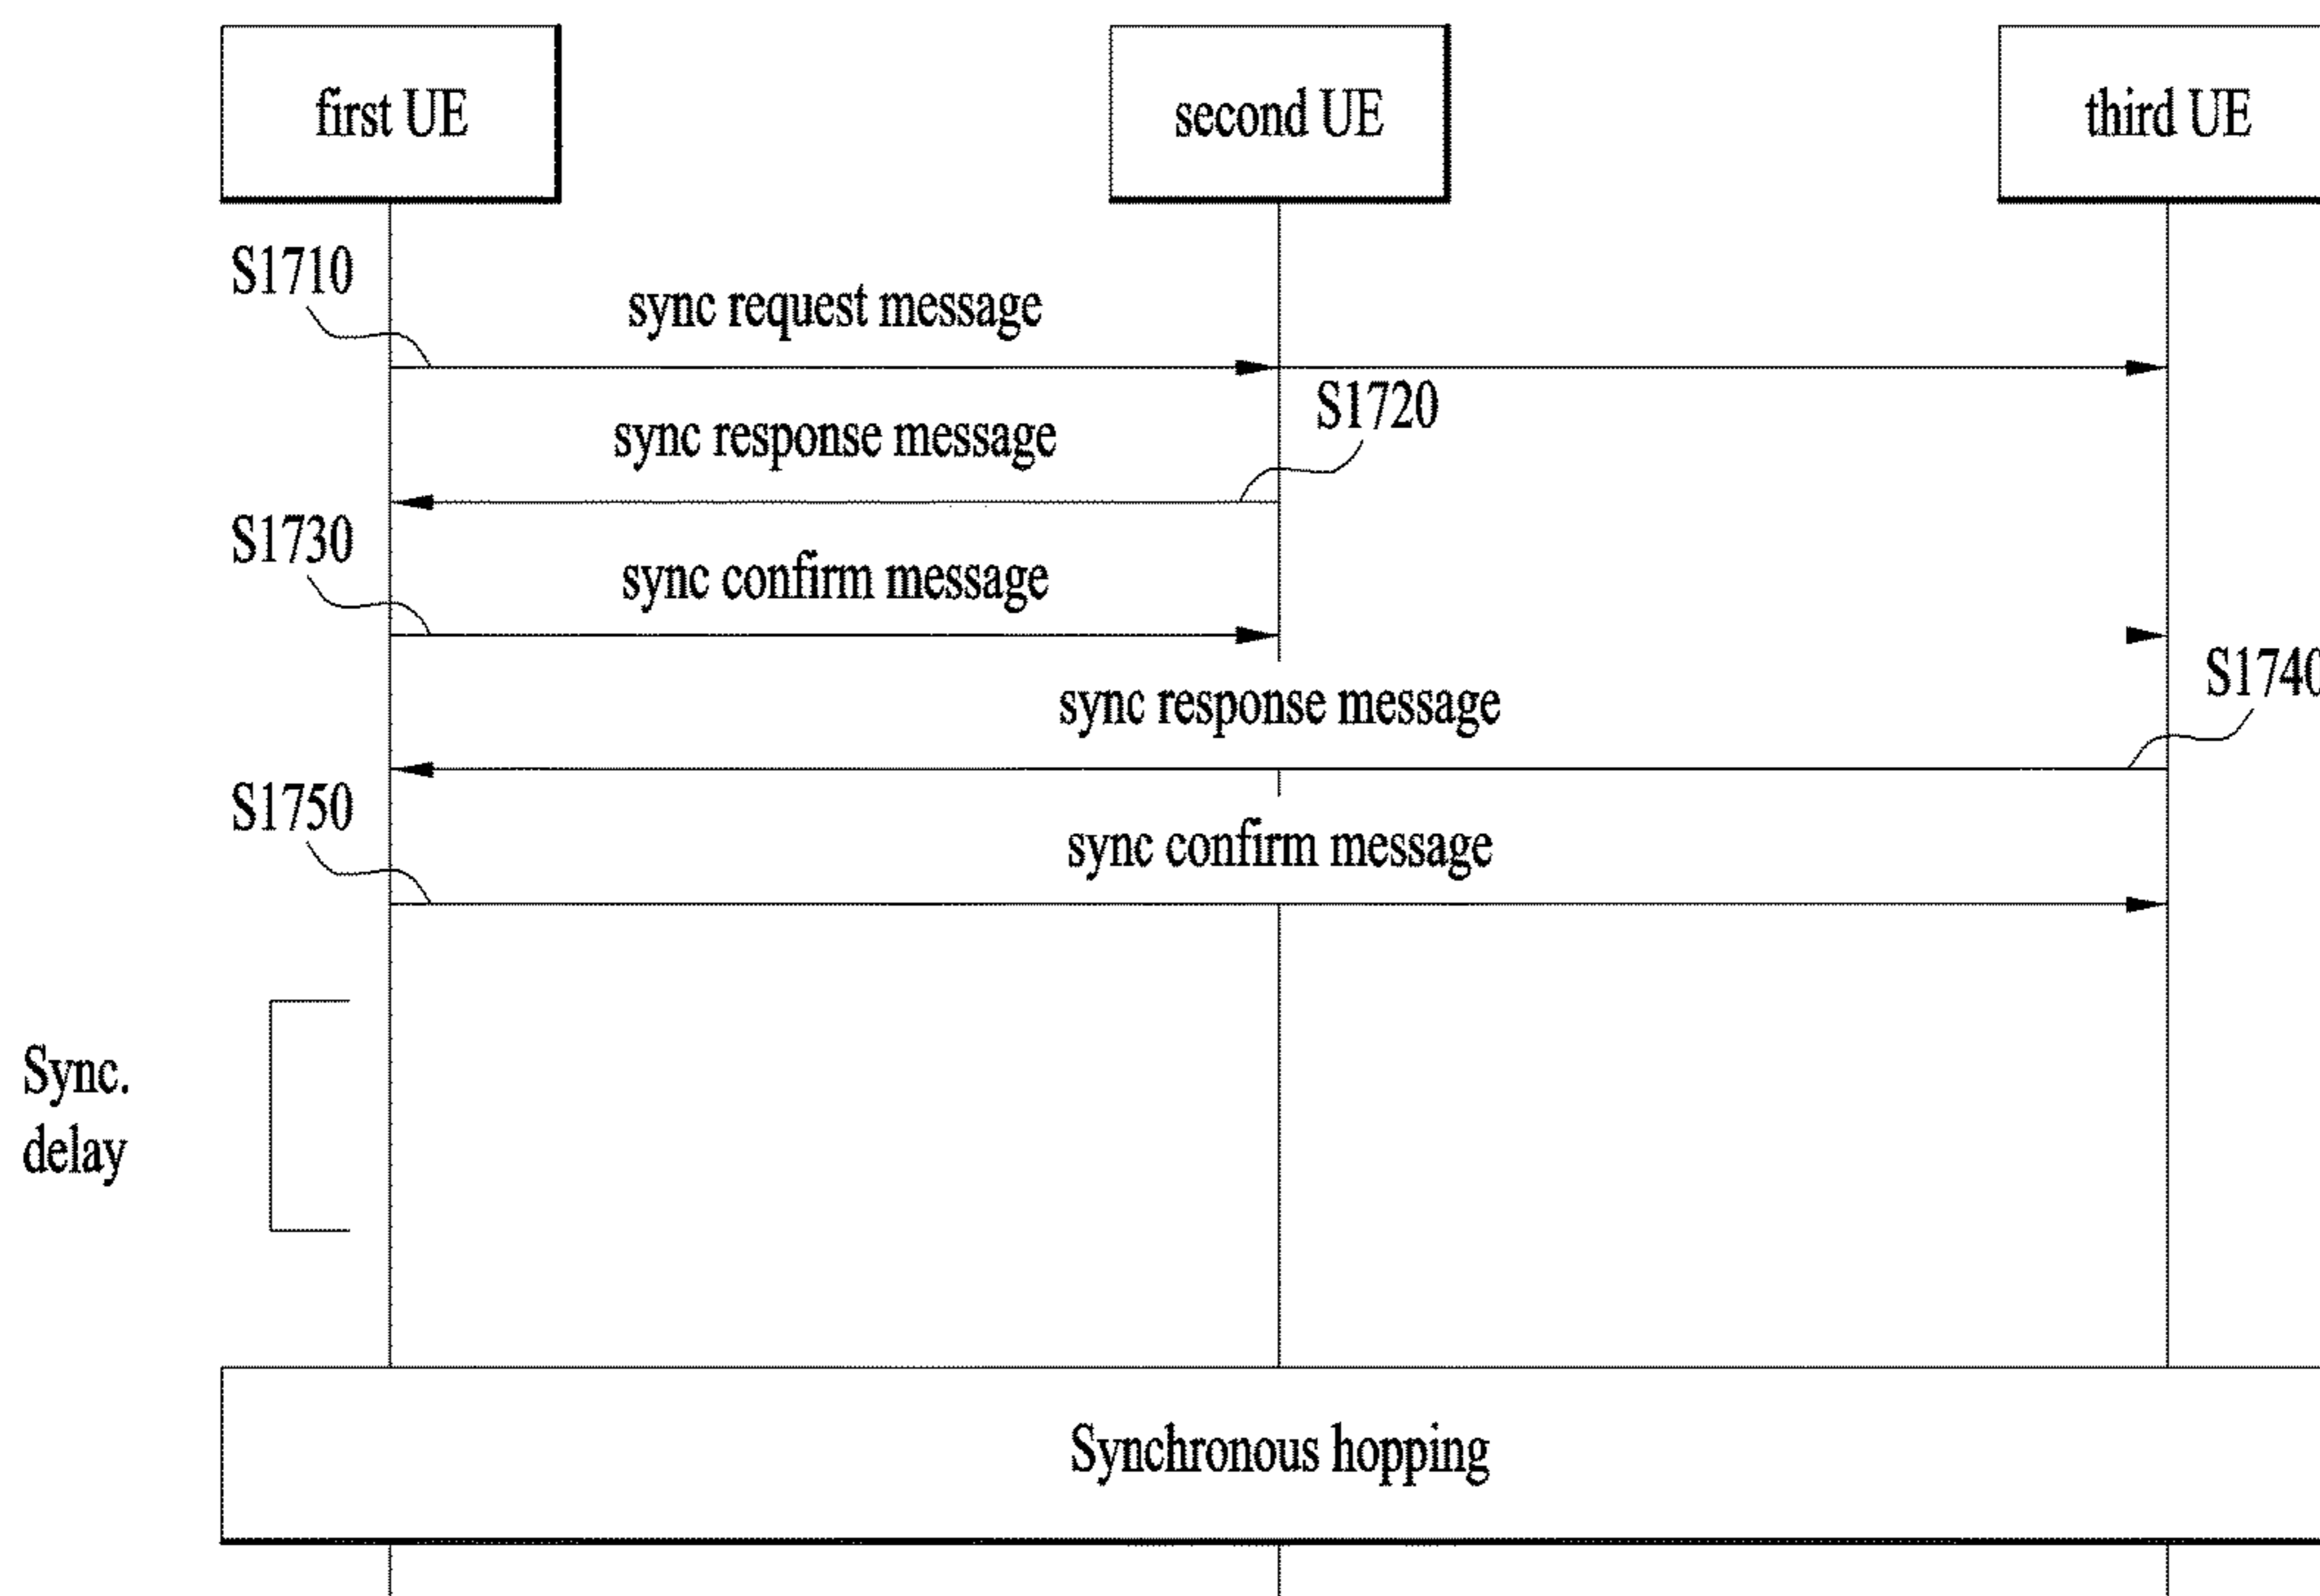 first UE
second UE
third UE
S1710
sync request message
S1720
sync response message
S1730
sync confirm message
S1740
sync response message
S1750
sync confirm message
Sync.
delay
Synchronous hopping